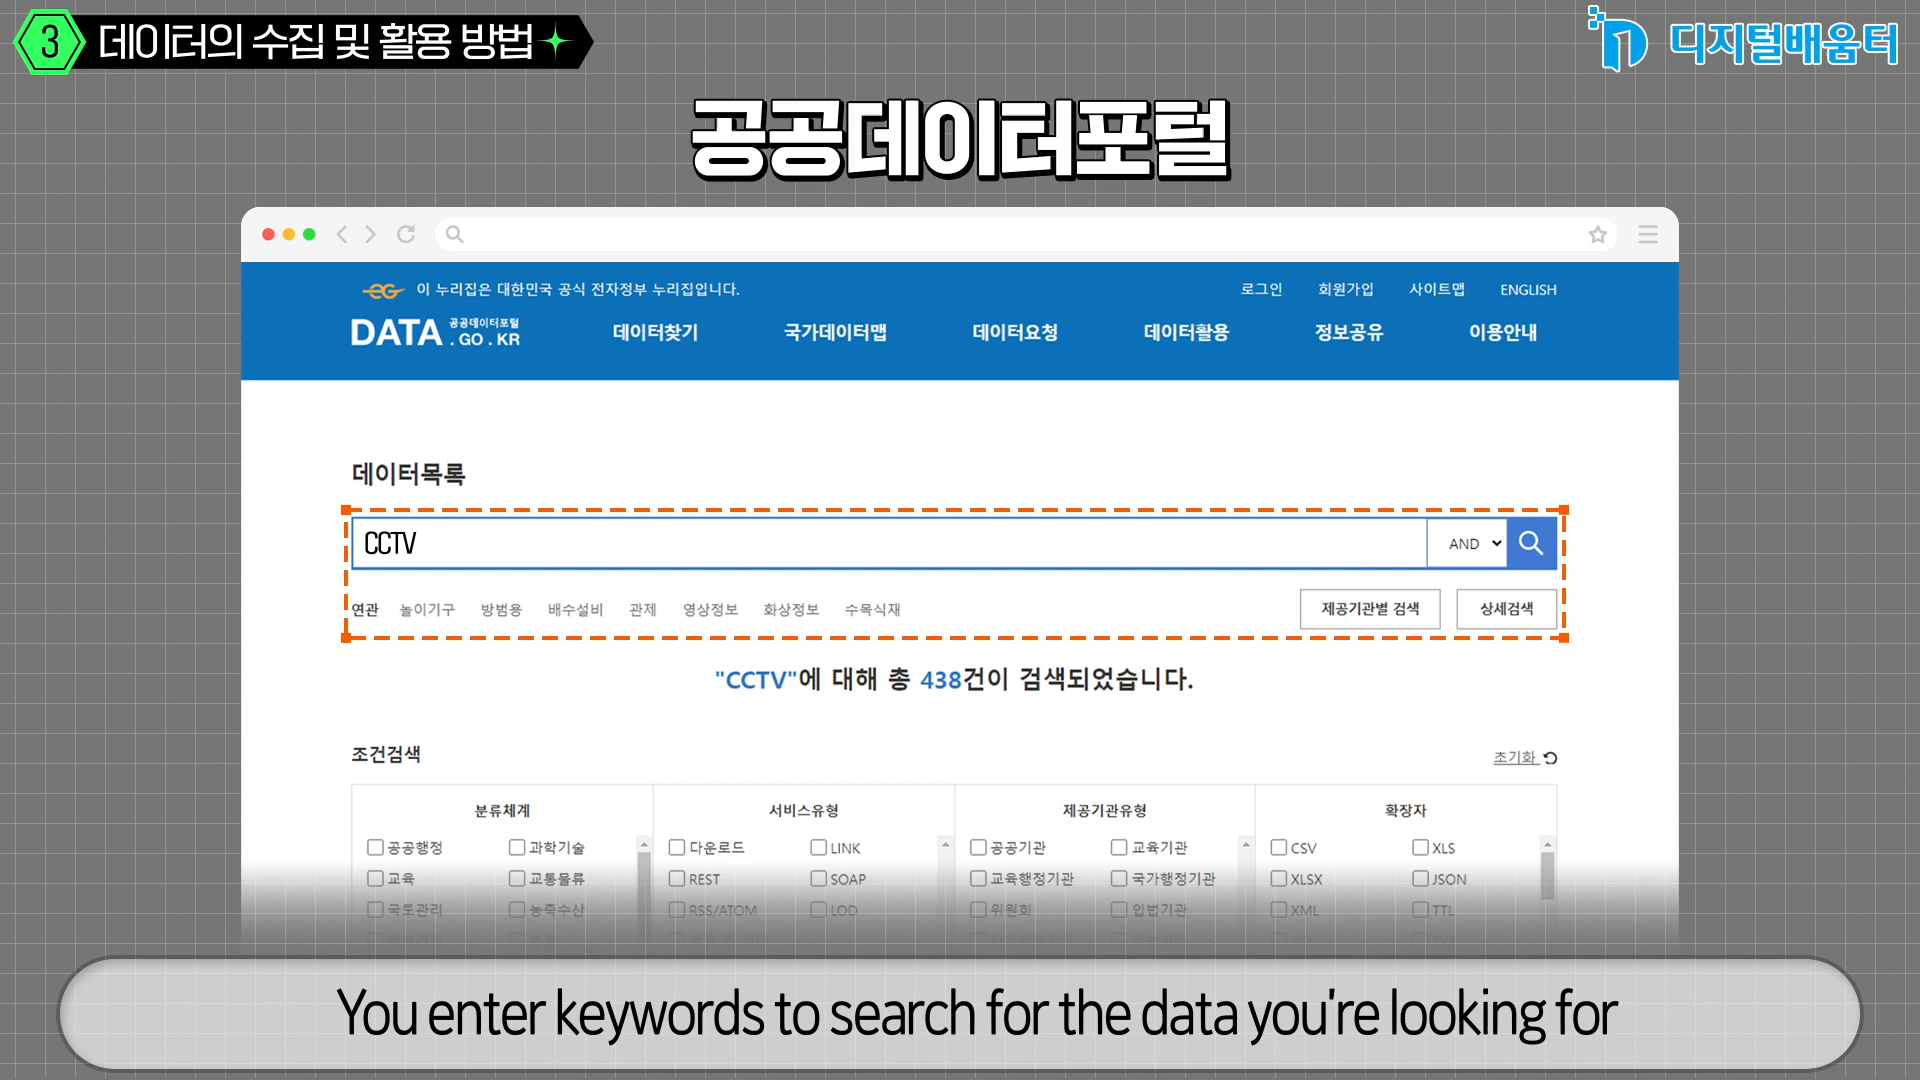 3 데이터의 수집 및 활용 방법
디지털배움터
공공데이터포털
이 누리집은 대한민국 공식 전자정부 누리집입니다.
로그인 회원가입 사이트맵 ENGLISH
DATA 공공데이터포털 . GO . KR
데이터찾기 국가데이터맵 데이터요청 데이터활용 정보공유 이용안내
데이터목록
CCTV AND
연관 놀이기구 방범용 배수설비 관제 영상정보 화상정보 수목식재 제공기관별 검색 상세검색
"CCTV"에 대해 총 438건이 검색되었습니다.
조건검색 초기화
분류체계 서비스유형 제공기관유형 확장자
공공행정 과학기술 다운로드 LINK 공공기관 교육기관 CSV XLS
교육 교통물류 REST SOAP 교육행정기관 국가행정기관 XLSX JSON
국토관리 농축수산 RSS/ATOM LOD 위원회 입법기관 XML TTL
You enter keywords to search for the data you're looking for